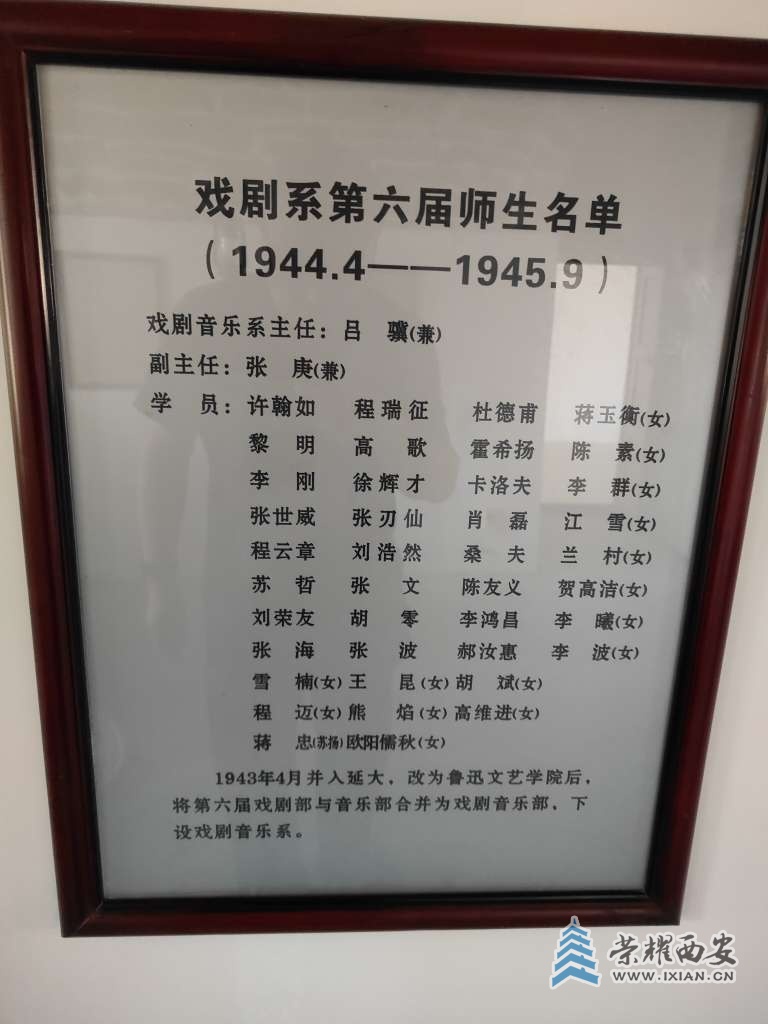 戏剧系第六届师生名单
（1944.4——1945.9）
戏剧音乐系主任：吕 骥(兼)
副主任：张 庚(兼)
学 员：许翰如 程瑞征 杜德甫 蒋玉衡(女)
黎 明 高 歌 霍希扬 陈 素(女)
李 刚 徐辉才 卡洛夫 李 群(女)
张世威 张刃仙 肖 磊 江 雪(女)
程云章 刘浩然 桑 夫 兰 村(女)
苏 哲 张 文 陈友义 贺高洁(女)
刘荣友 胡 零 李鸿昌 李 曦(女)
张 海 张 波 郝汝惠 李 波(女)
雪 楠(女) 王 昆(女) 胡 斌(女)
程 迈(女) 熊 焰(女) 高维进(女)
蒋 忠(苏扬) 欧阳儒秋(女)
1943年4月并入延大，改为鲁迅文艺学院后，
将第六届戏剧部与音乐部合并为戏剧音乐部，下
设戏剧音乐系。
荣耀西安
WWW.IXIAN.CN